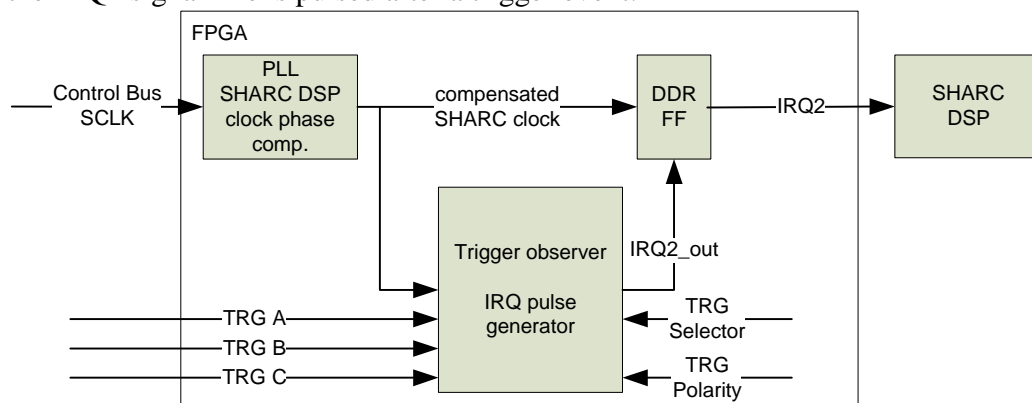 FPGA
PLL
SHARC DSP
clock phase
comp.
Control Bus
SCLK
compensated
SHARC clock
DDR
FF
IRQ2
SHARC
DSP
Trigger observer
IRQ pulse
generator
IRQ2_out
TRG A
TRG B
TRG C
TRG
Selector
TRG
Polarity